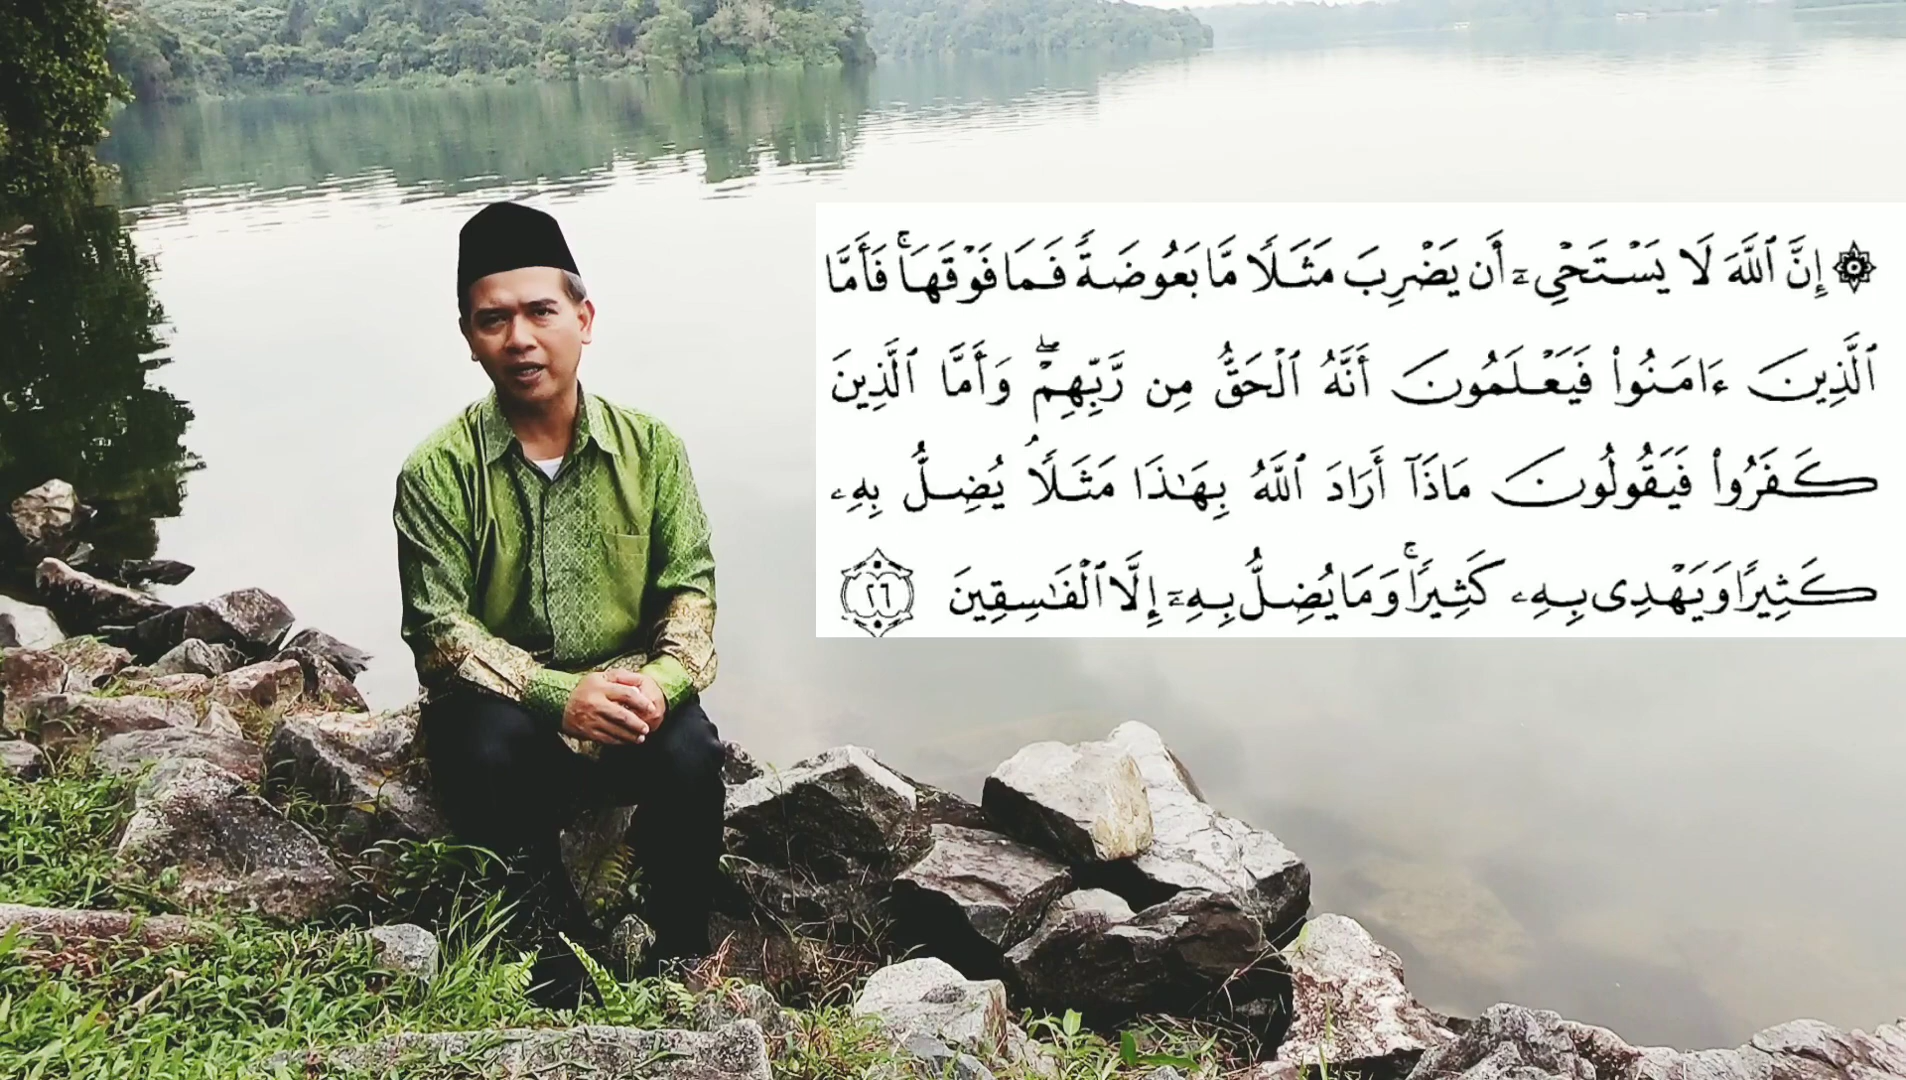 ۞ إِنَّ ٱللَّهَ لَا يَسْتَحْىِۦٓ أَن يَضْرِبَ مَثَلًا مَّا بَعُوضَةً فَمَا فَوْقَهَا ۚ فَأَمَّا
ٱلَّذِينَ ءَامَنُوا۟ فَيَعْلَمُونَ أَنَّهُ ٱلْحَقُّ مِن رَّبِّهِمْ ۖ وَأَمَّا ٱلَّذِينَ
كَفَرُوا۟ فَيَقُولُونَ مَاذَآ أَرَادَ ٱللَّهُ بِهَـٰذَا مَثَلًا ۘ يُضِلُّ بِهِۦ
كَثِيرًا وَيَهْدِى بِهِۦ كَثِيرًا ۚ وَمَا يُضِلُّ بِهِۦٓ إِلَّا ٱلْفَـٰسِقِينَ ٢٦